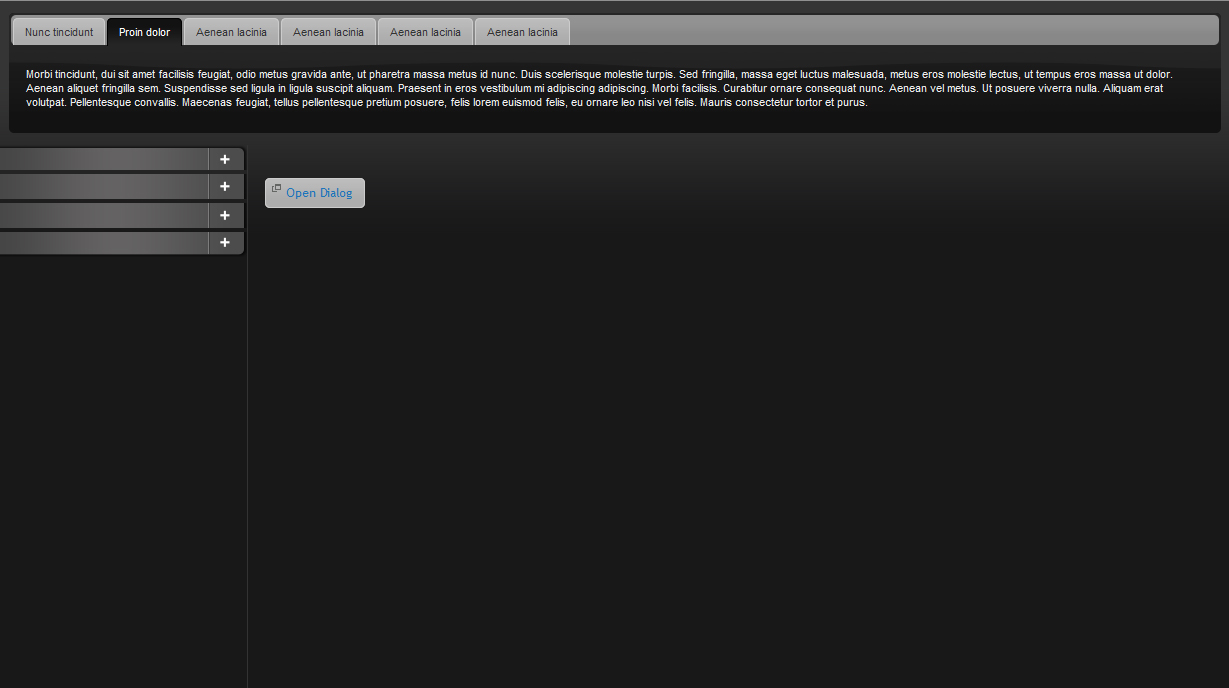 Nunc tincidunt
Proin dolor
Aenean lacinia
Aenean lacinia
Aenean lacinia
Aenean lacinia
Morbi tincidunt, dui sit amet facilisis feugiat, odio metus gravida ante, ut pharetra massa metus id nunc. Duis scelerisque molestie turpis. Sed fringilla, massa eget luctus malesuada, metus eros molestie lectus, ut tempus eros massa ut dolor.
Aenean aliquet fringilla sem. Suspendisse sed ligula in ligula suscipit aliquam. Praesent in eros vestibulum mi adipiscing adipiscing. Morbi facilisis. Curabitur ornare consequat nunc. Aenean vel metus. Ut posuere viverra nulla. Aliquam erat
volutpat. Pellentesque convallis. Maecenas feugiat, tellus pellentesque pretium posuere, felis lorem euismod felis, eu ornare leo nisi vel felis. Mauris consectetur tortor et purus.
Open Dialog